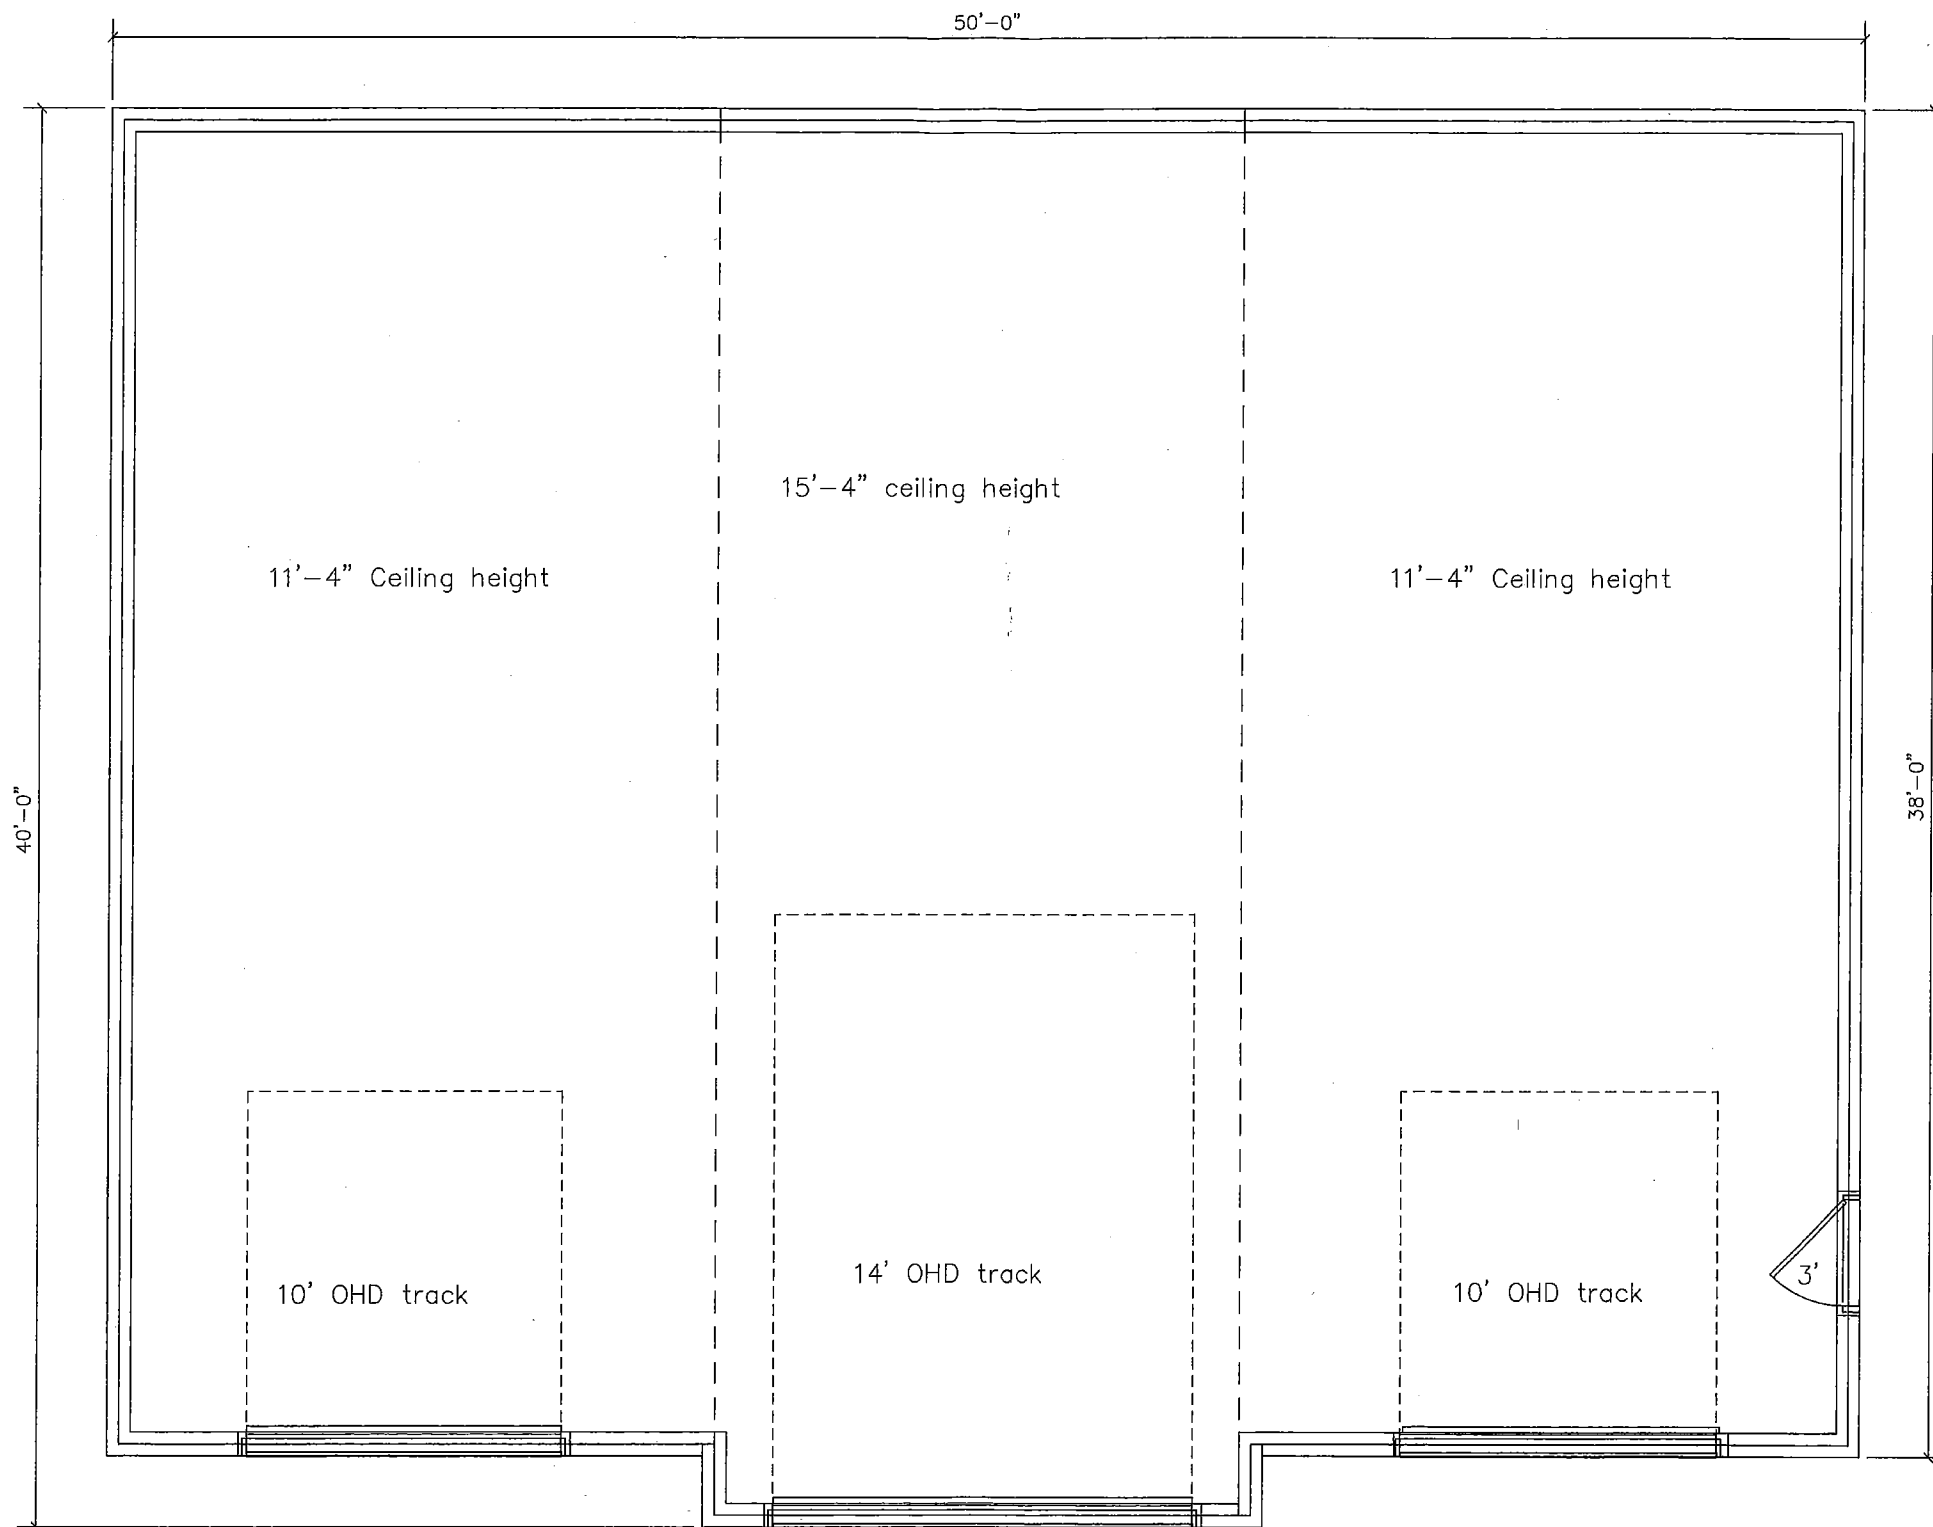 50'-0"
15'-4" ceiling height
11'-4" Ceiling height
11'-4" Ceiling height
40'-0"
38'-0"
10' OHD track
14' OHD track
10' OHD track
3'